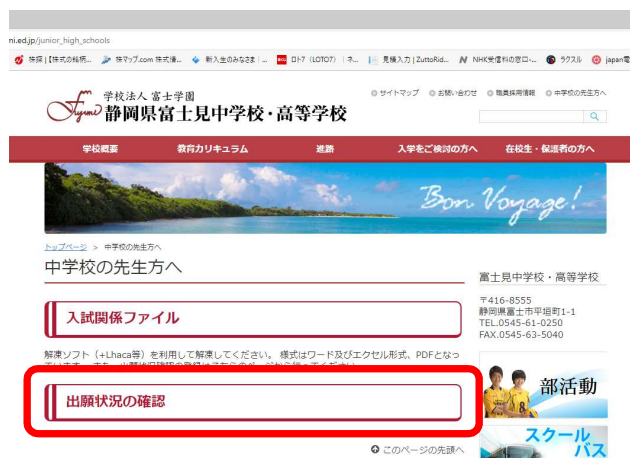 ni.ed.jp/junior_high_schools
株探 | 【株式の銘柄... 株マップ.com 株式優... 新入生のみなさま | ... ロト7（LOTO7） | ネ... 見積入力 | ZuttoRid... NHK受信料の窓口-... ラクスル japan電
学校法人 富士学園
Fujimi 静岡県富士見中学校・高等学校
サイトマップ お問い合わせ 職員採用情報 中学校の先生方へ
学校概要 教育カリキュラム 進路 入学をご検討の方へ 在校生・保護者の方へ
Bon Voyage!
トップページ > 中学校の先生方へ
中学校の先生方へ
入試関係ファイル
解凍ソフト（+Lhaca等）を利用して解凍してください。 様式はワード及びエクセル形式、PDFとなっ
出願状況の確認
このページの先頭へ
富士見中学校・高等学校
〒416-8555
静岡県富士市平垣町1-1
TEL.0545-61-0250
FAX.0545-63-5040
部活動
スクール
バス